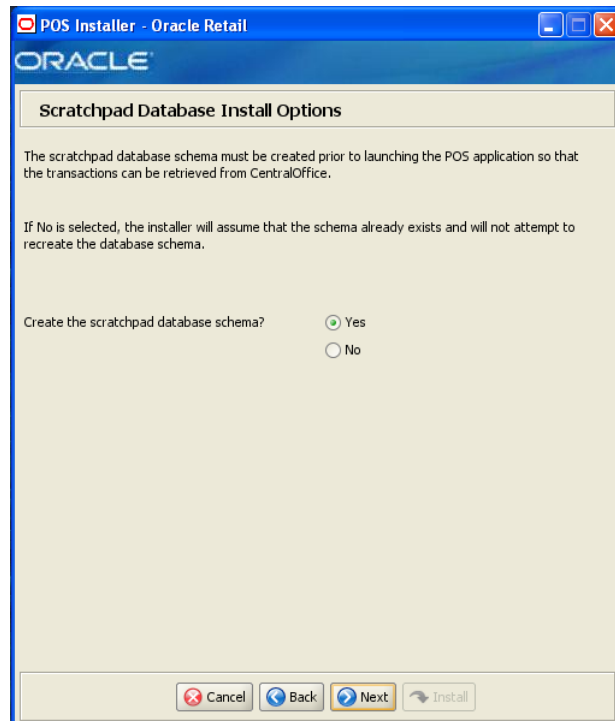 POS Installer - Oracle Retail
ORACLE
Scratchpad Database Install Options
The scratchpad database schema must be created prior to launching the POS application so that
the transactions can be retrieved from CentralOffice.
If No is selected, the installer will assume that the schema already exists and will not attempt to
recreate the database schema.
Create the scratchpad database schema? Yes
No
Cancel Back Next Install